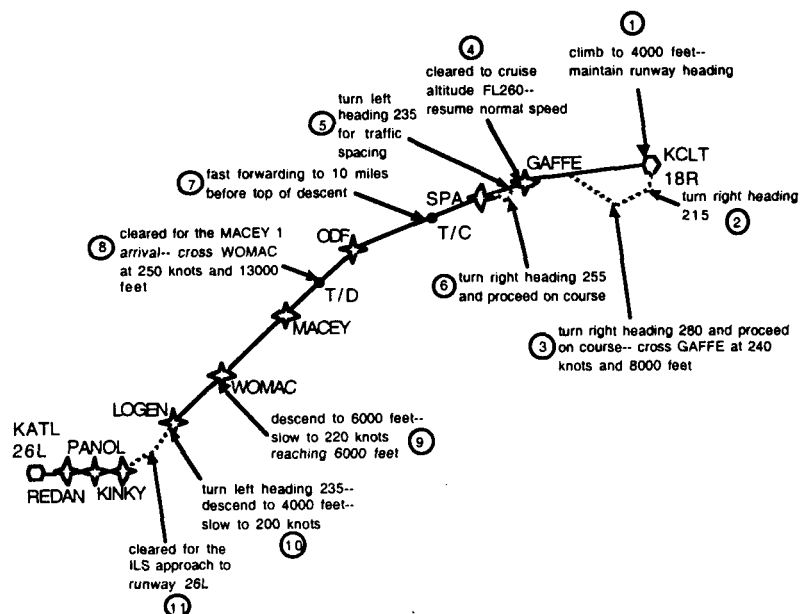 1
climb to 4000 feet--
maintain runway heading
4
cleared to cruise
altitude FL260--
resume normal speed
turn left
5
heading 235
for traffic
spacing
GAFFE
KCLT
18R
7
fast forwarding to 10 miles
before top of descent
SPA
T/C
turn right heading
215
2
8
cleared for the MACEY 1
arrival-- cross WOMAC
at 250 knots and 13000
feet
ODF
T/D
6
turn right heading 255
and proceed on course
MACEY
3
turn right heading 280 and proceed
on course-- cross GAFFE at 240
knots and 8000 feet
WOMAC
LOGEN
descend to 6000 feet--
slow to 220 knots
reaching 6000 feet
9
KATL
26L
PANOL
REDAN
KINKY
turn left heading 235--
descend to 4000 feet--
slow to 200 knots
10
cleared for the
ILS approach to
runway 26L
11